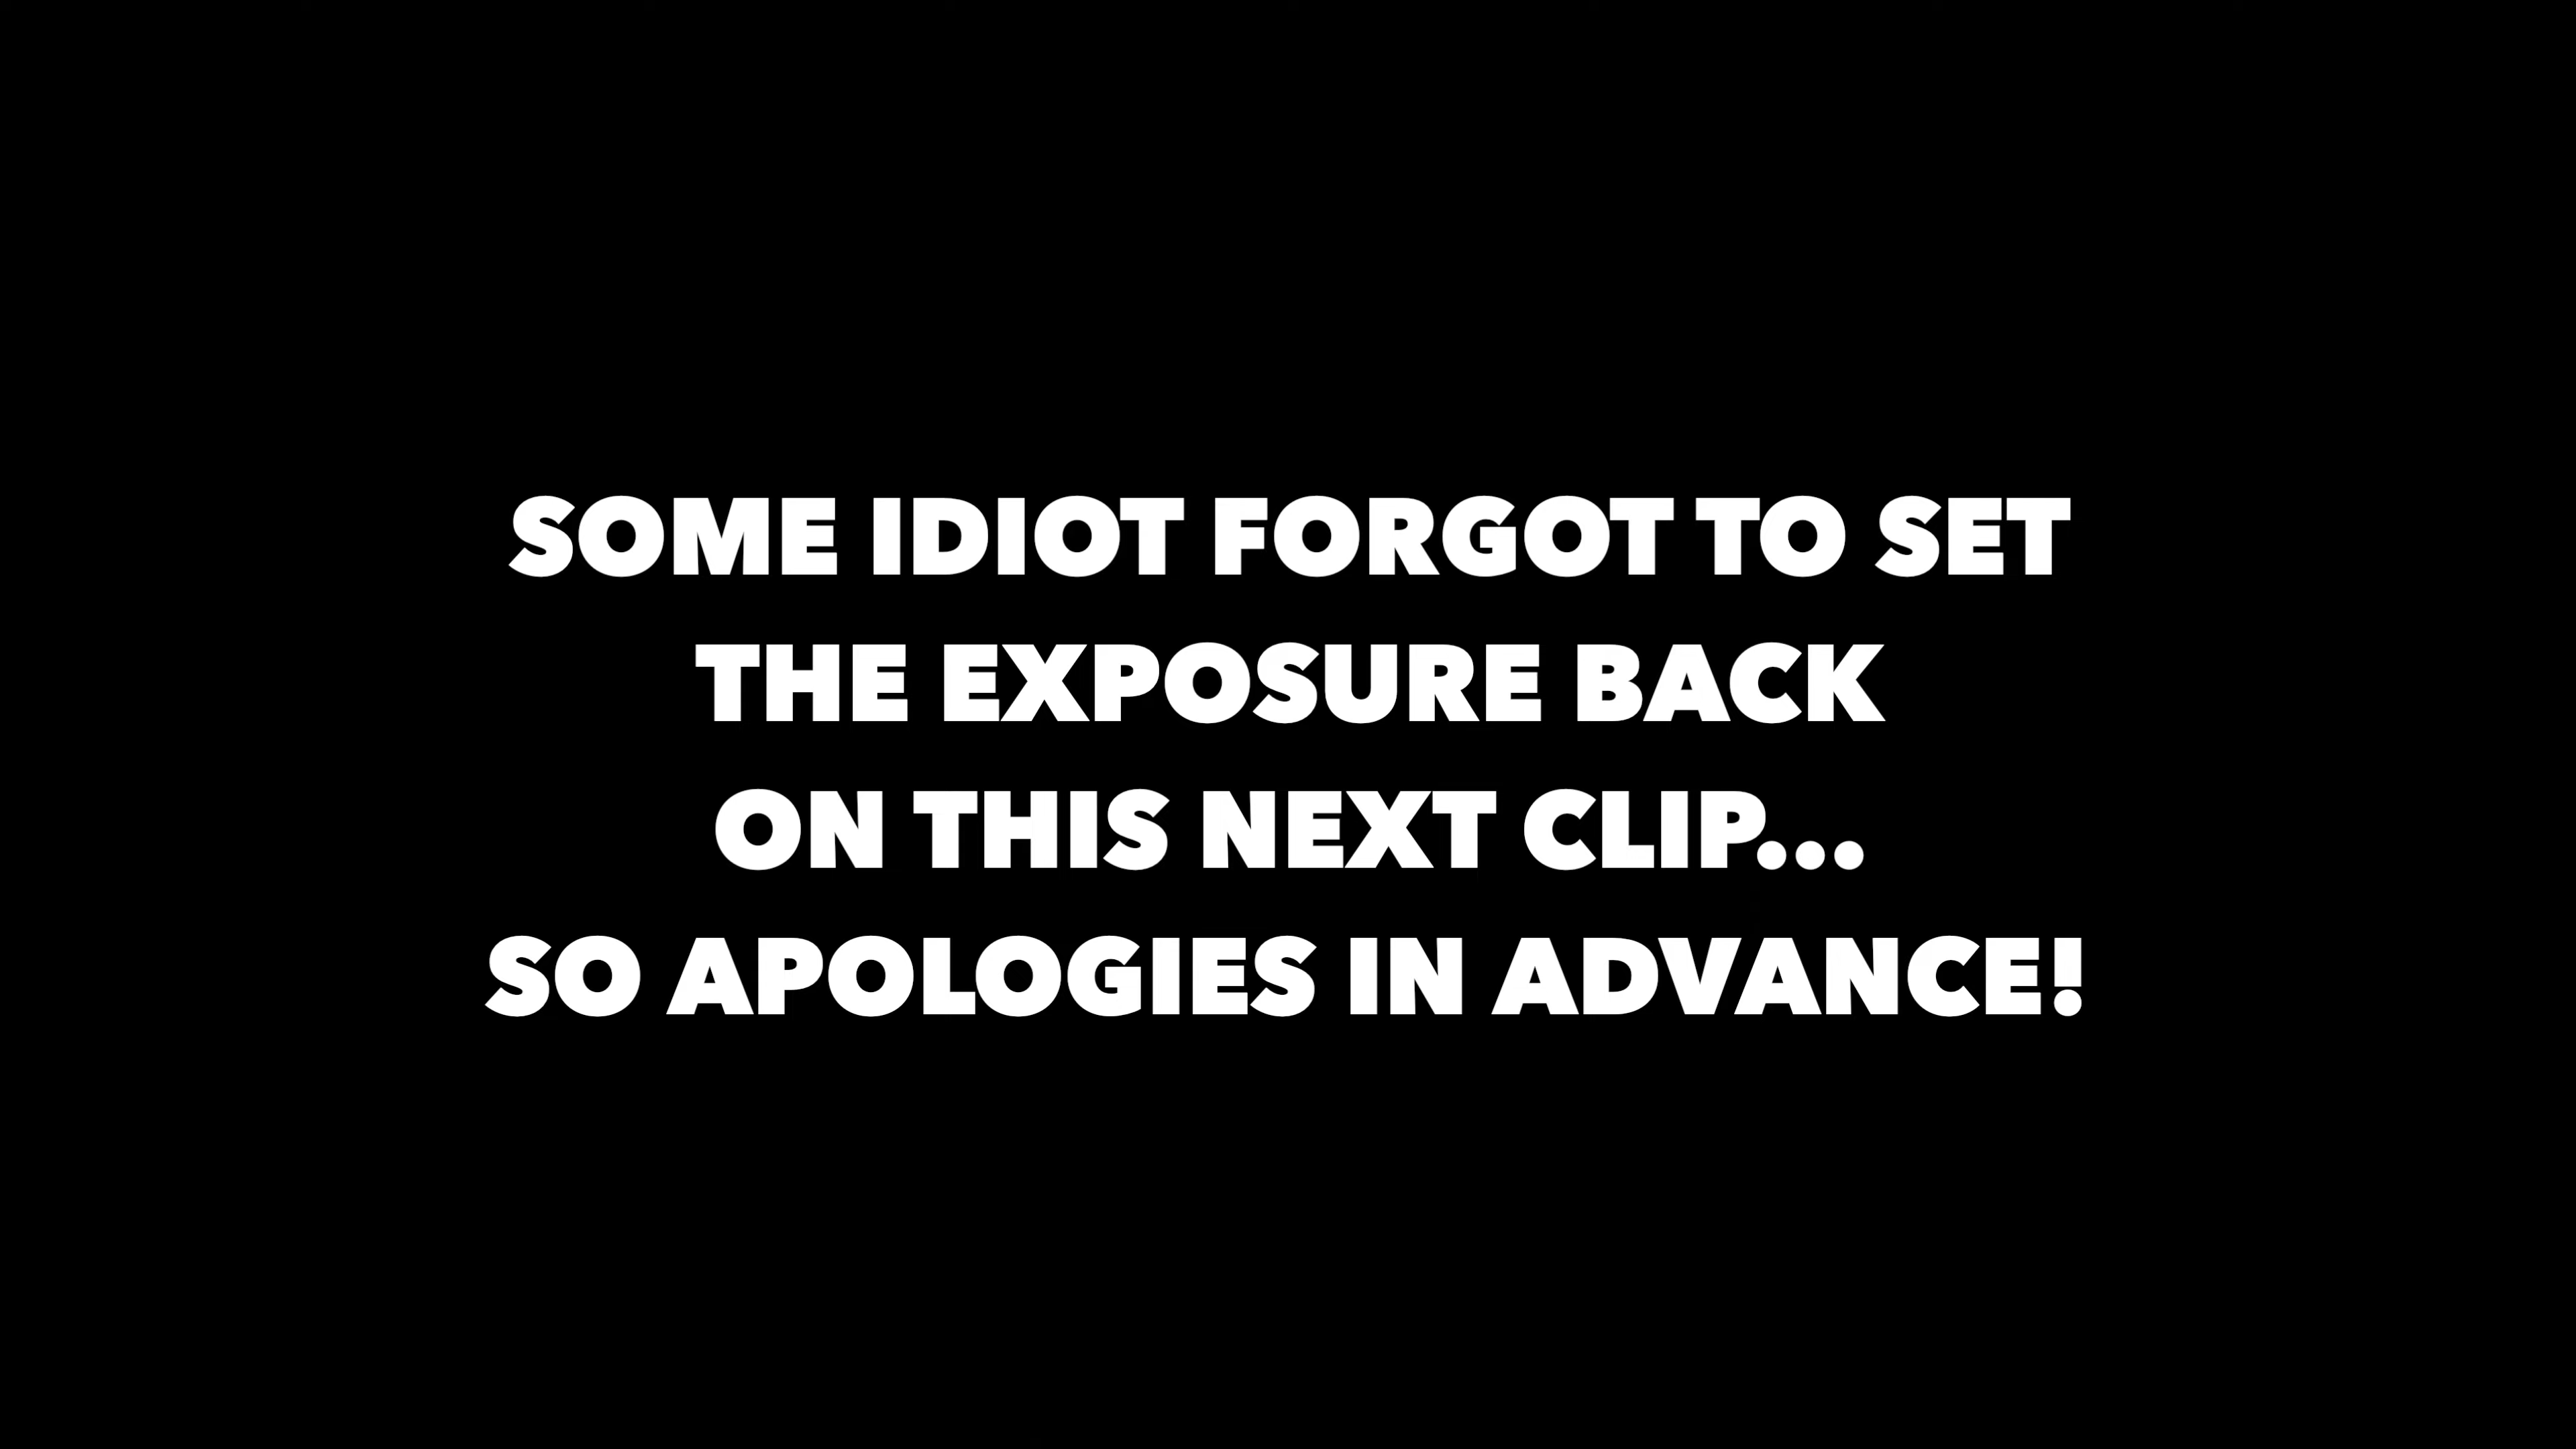 SOME IDIOT FORGOT TO SET
THE EXPOSURE BACK
ON THIS NEXT CLIP...
SO APOLOGIES IN ADVANCE!